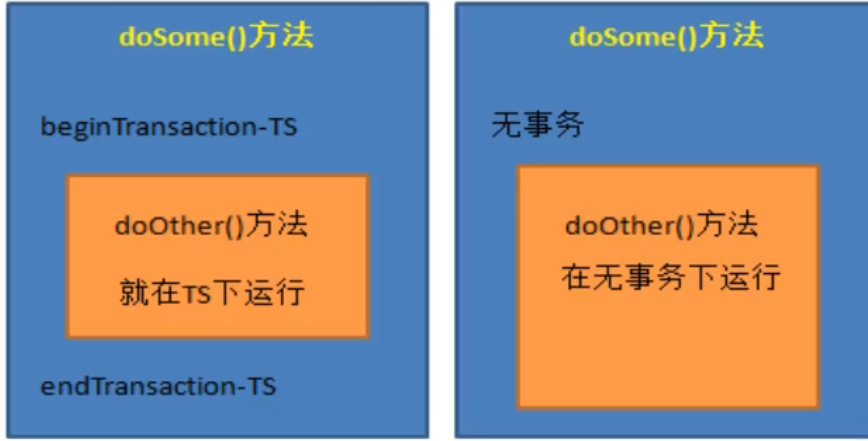 doSome()方法
beginTransaction-TS
doOther()方法
就在TS下运行
endTransaction-TS
doSome()方法
无事务
doOther()方法
在无事务下运行